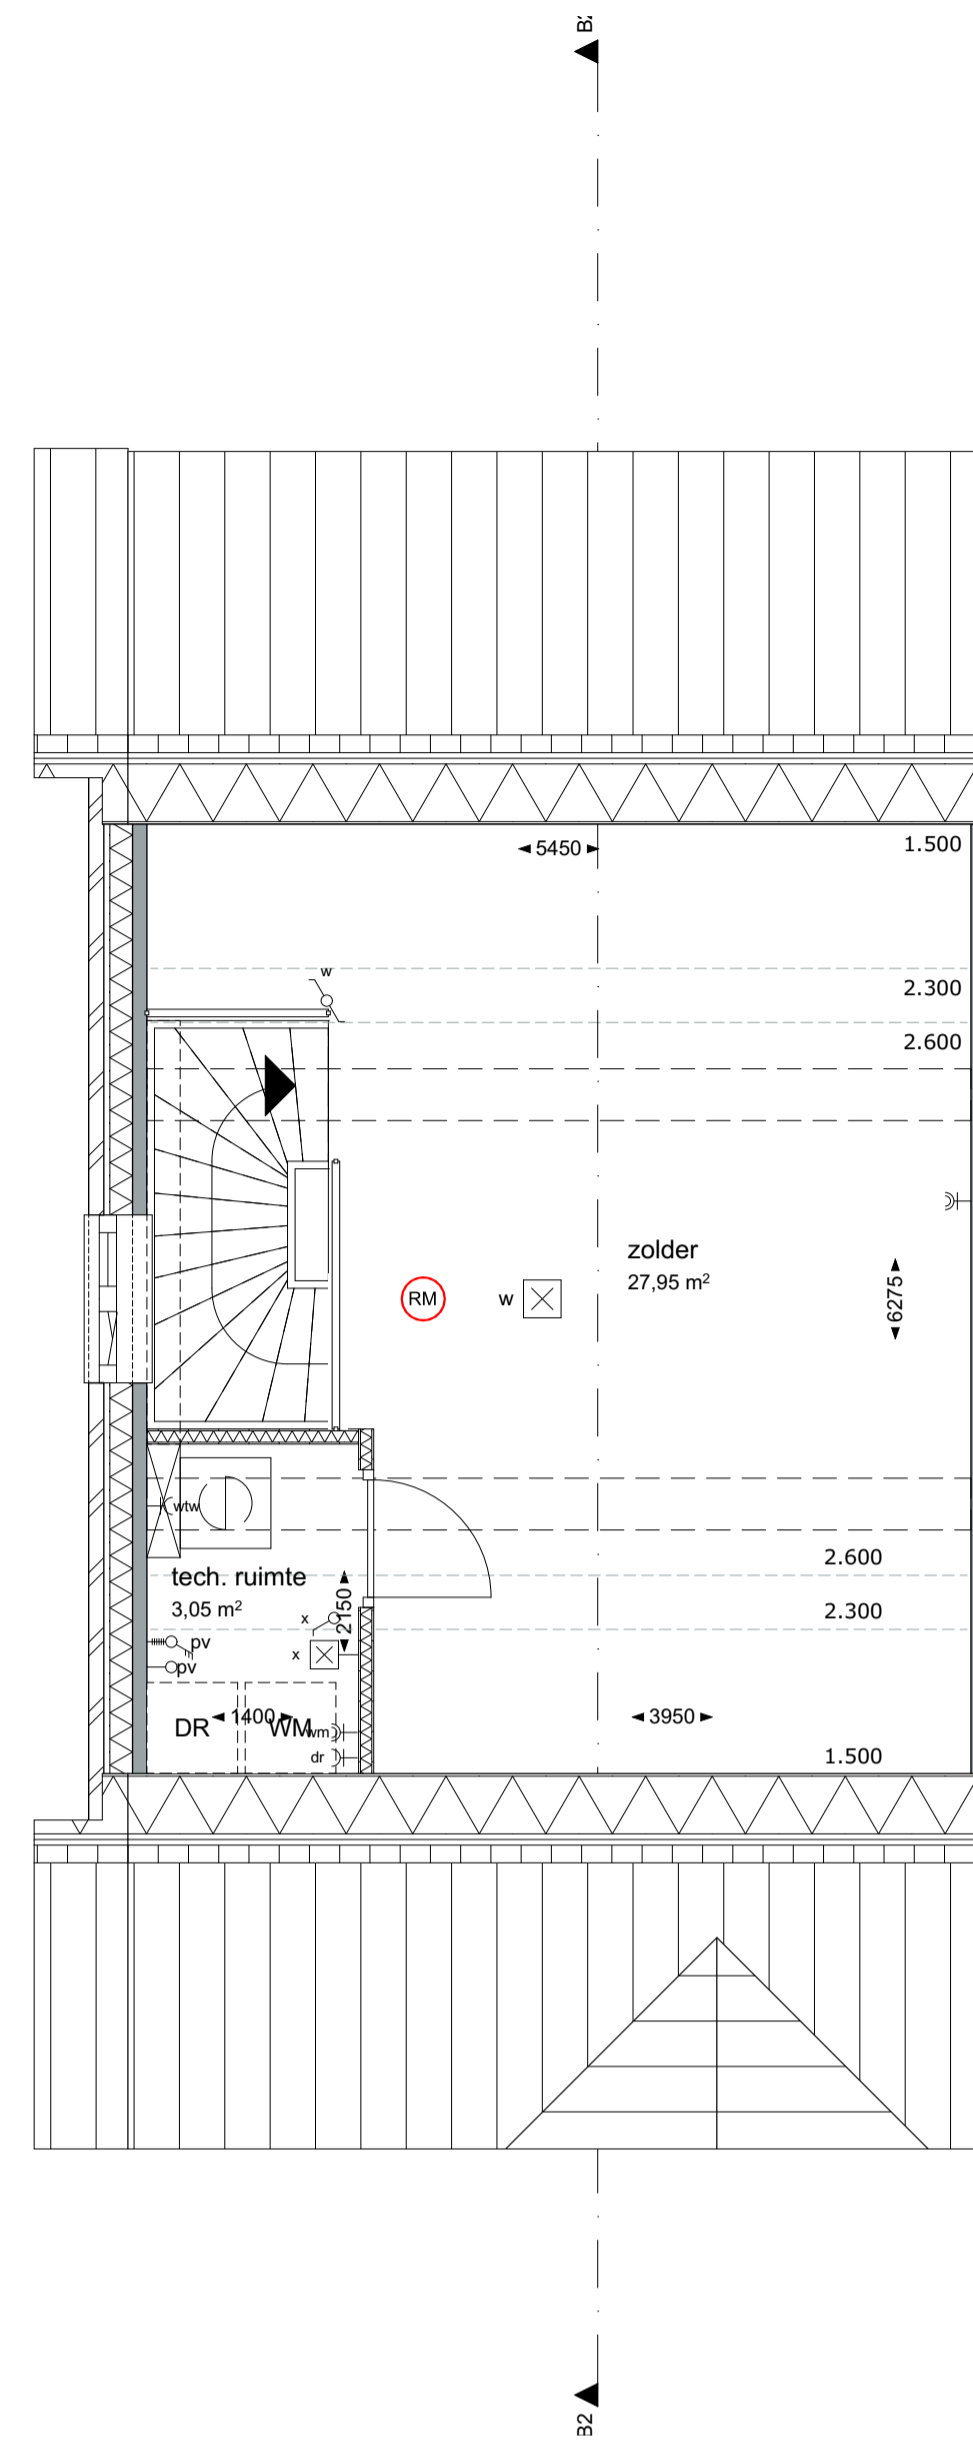 B2
5450
1.500
w
2.300
2.600
zolder
27,95 m²
RM
w
6275
wtw
2.600
tech. ruimte
3,05 m²
2150
x
2.300
pv
x
pv
DR
1400
WM
wm
3950
dr
1.500
B2